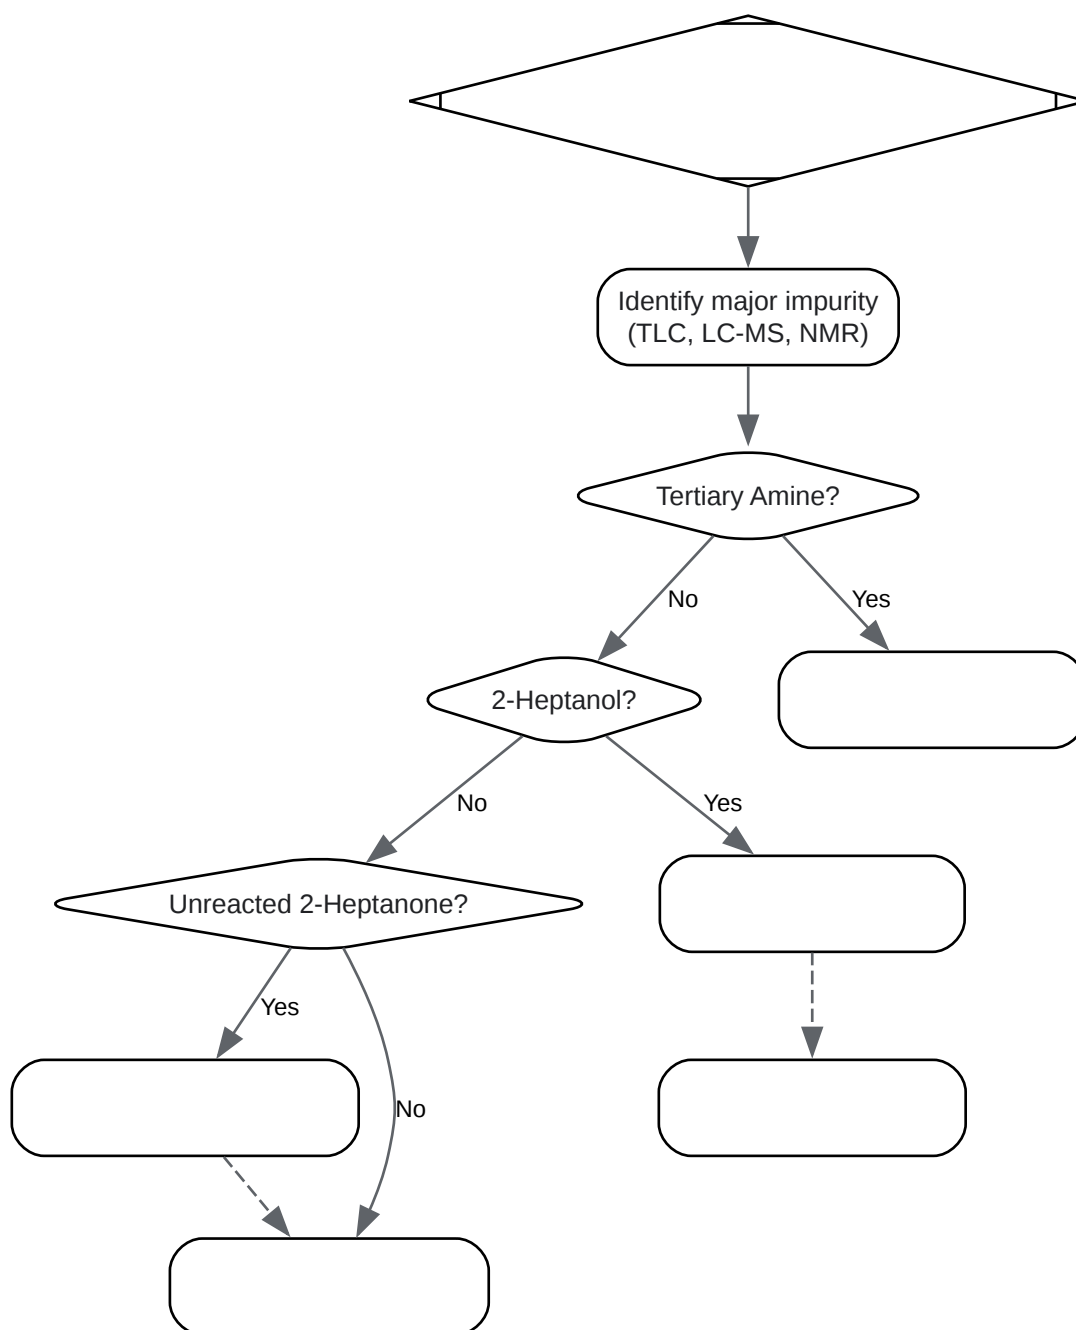 Identify major impurity
(TLC, LC-MS, NMR)
Tertiary Amine?
No
Yes
2-Heptanol?
No
Yes
Unreacted 2-Heptanone?
Yes
No